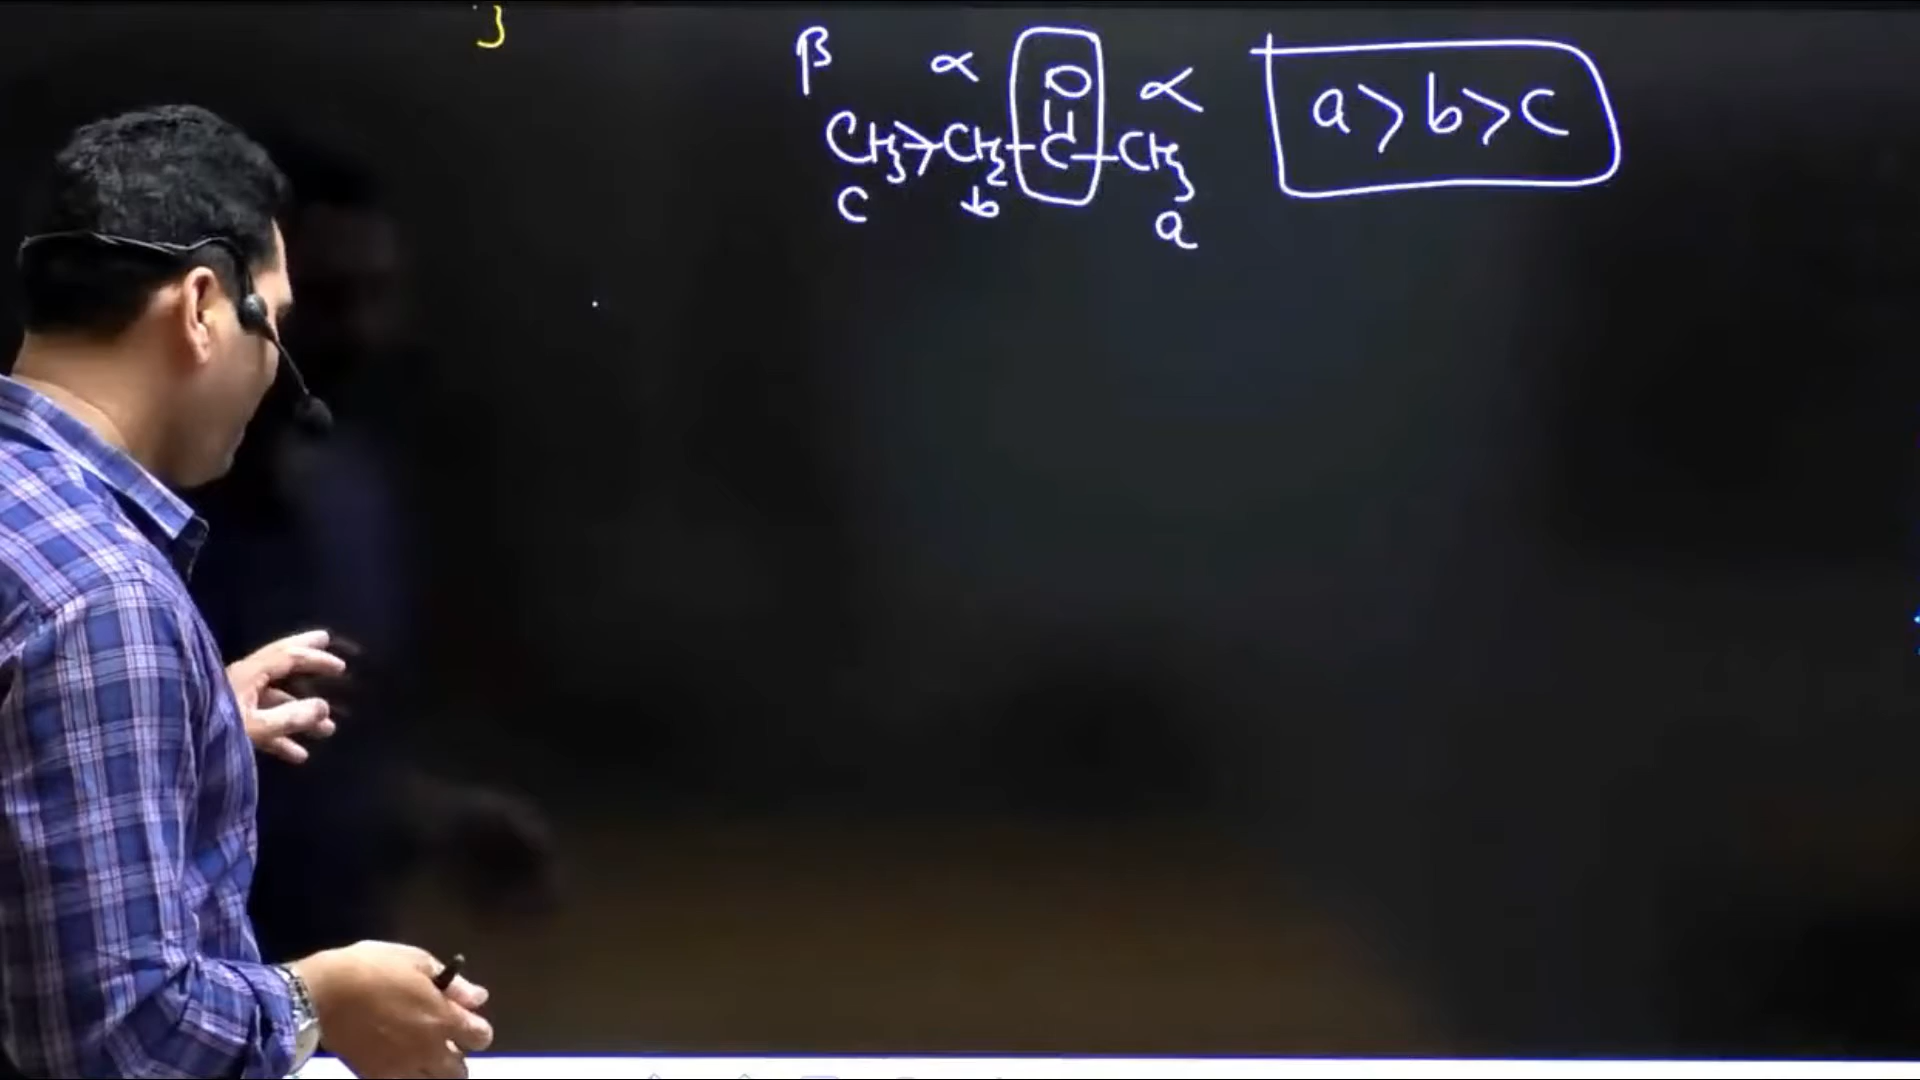 β α O α
CH3→CH2-C-CH3
c b a
a>b>c